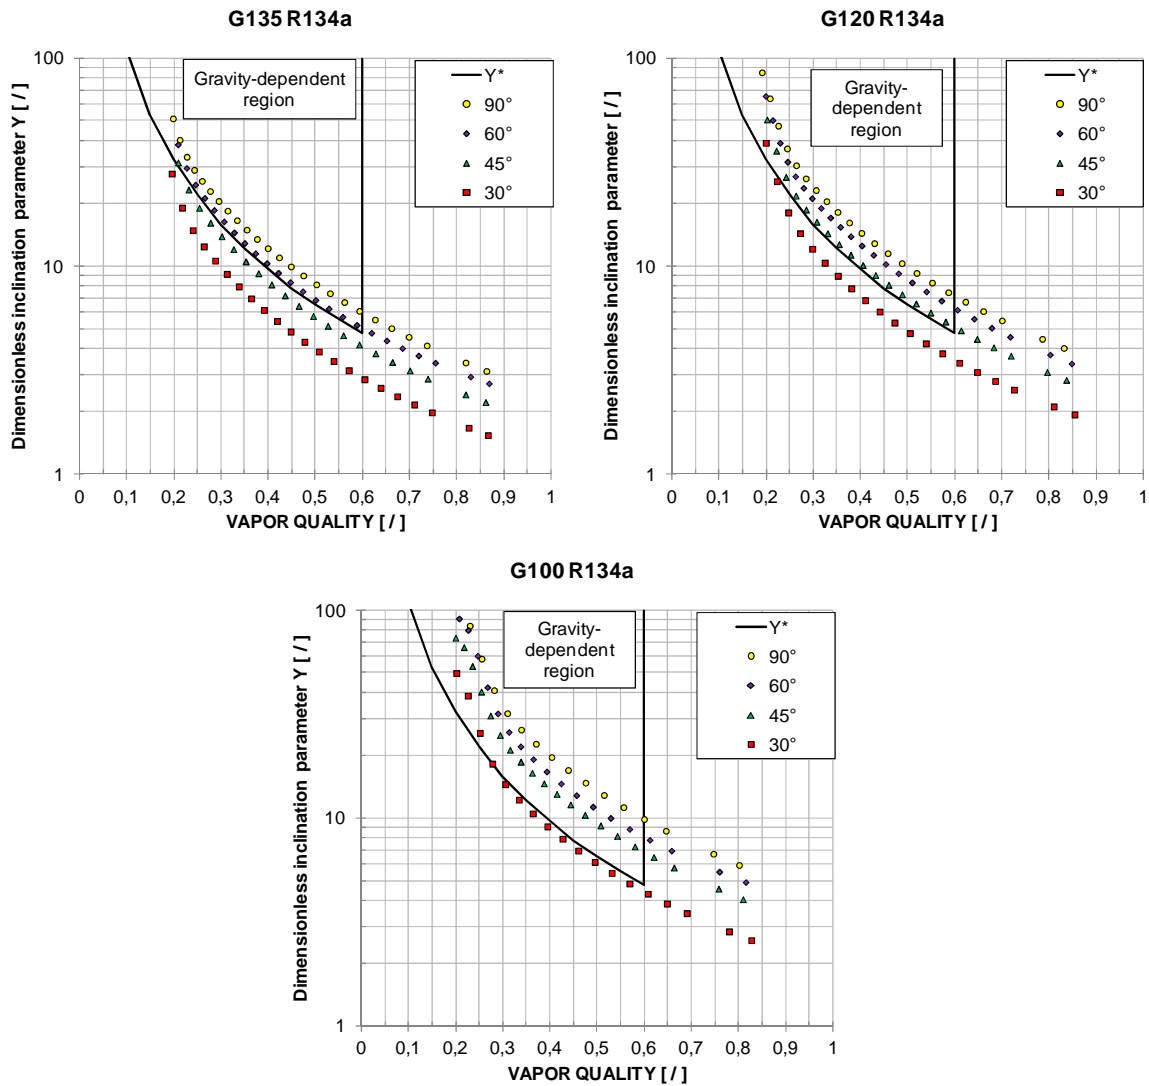 G135 R134a
Dimensionless inclination parameter Y [ / ]
100
10
1
Gravity-dependent
region
Y*
90°
60°
45°
30°
0 0,1 0,2 0,3 0,4 0,5 0,6 0,7 0,8 0,9 1
VAPOR QUALITY [ / ]
G120 R134a
Dimensionless inclination parameter Y [ / ]
100
10
1
Gravity-
dependent
region
Y*
90°
60°
45°
30°
0 0,1 0,2 0,3 0,4 0,5 0,6 0,7 0,8 0,9 1
VAPOR QUALITY [ / ]
G100 R134a
Dimensionless inclination parameter Y [ / ]
100
10
1
Gravity-
dependent
region
Y*
90°
60°
45°
30°
0 0,1 0,2 0,3 0,4 0,5 0,6 0,7 0,8 0,9 1
VAPOR QUALITY [ / ]